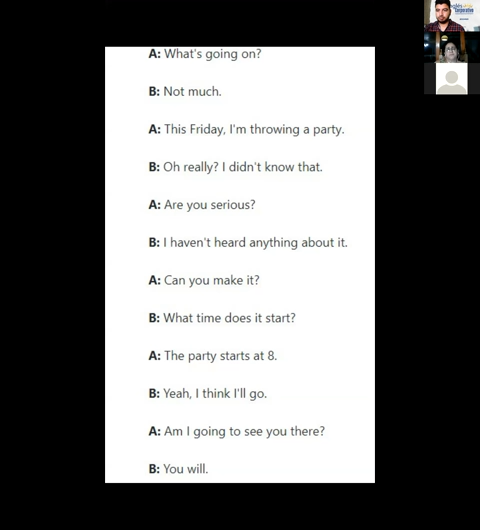 A: What's going on?
B: Not much.
A: This Friday, I'm throwing a party.
B: Oh really? I didn't know that.
A: Are you serious?
B: I haven't heard anything about it.
A: Can you make it?
B: What time does it start?
A: The party starts at 8.
B: Yeah, I think I'll go.
A: Am I going to see you there?
B: You will.